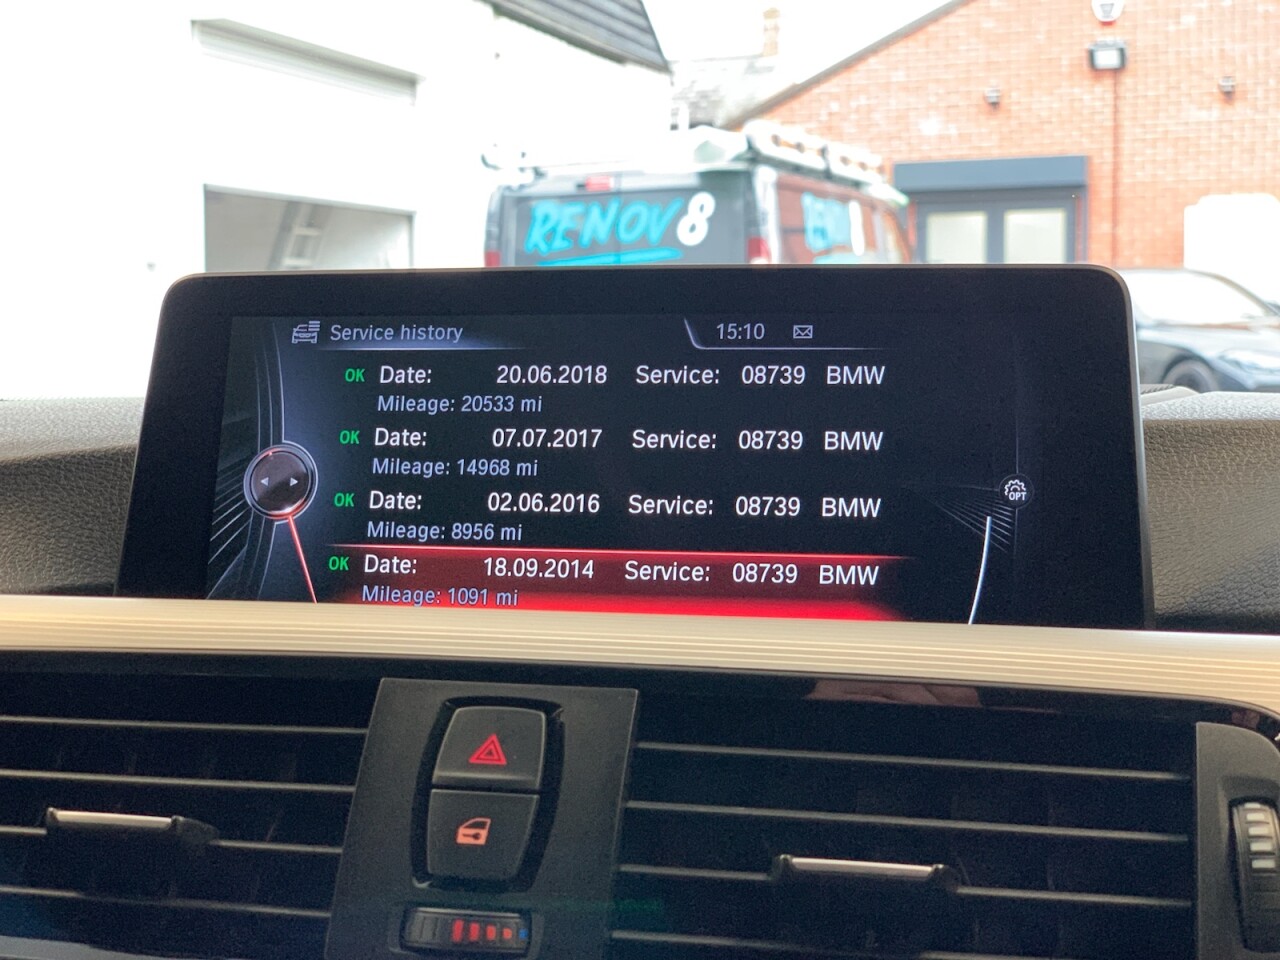 RENOV8
RENOV8
Service history
15:10
OK Date: 20.06.2018 Service: 08739 BMW
Mileage: 20533 mi
OK Date: 07.07.2017 Service: 08739 BMW
Mileage: 14968 mi
OK Date: 02.06.2016 Service: 08739 BMW
Mileage: 8956 mi
OK Date: 18.09.2014 Service: 08739 BMW
Mileage: 1091 mi
OPT